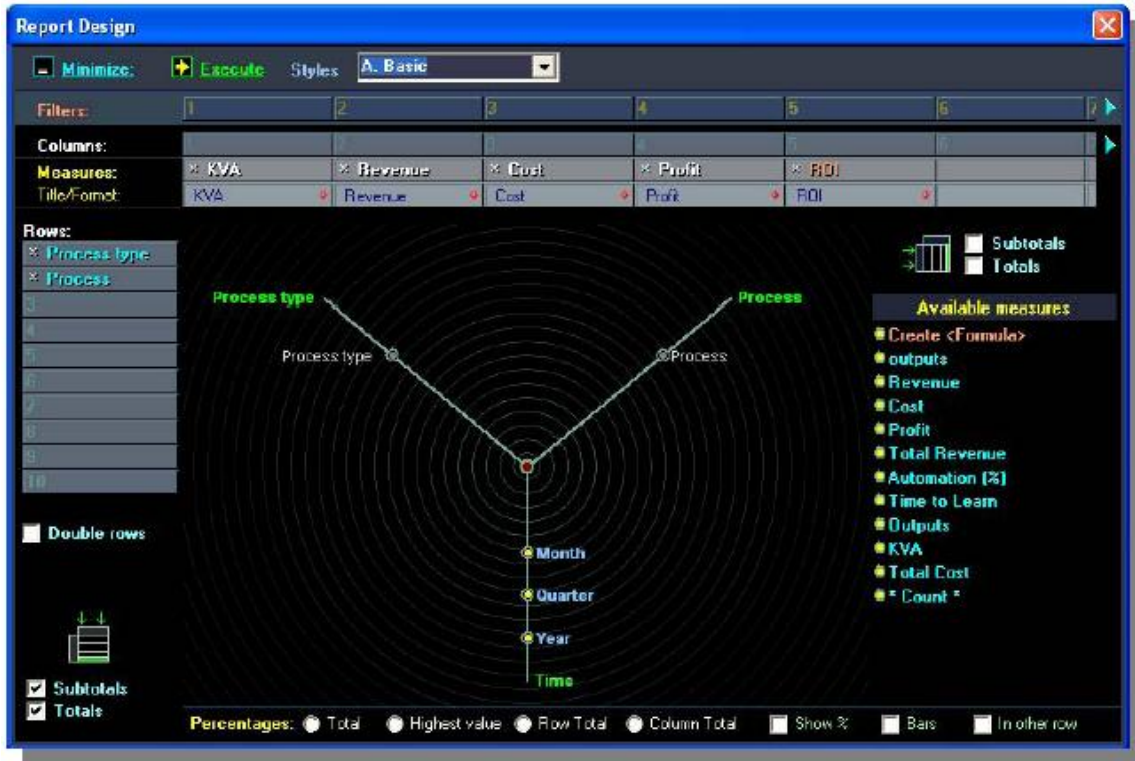 Report Design
Minimize: Execute Styles A. Basic
Filters: 1 2 3 4 5 6 7
Columns:
Measures: × KVA × Revenue × Cost × Profit × ROI
Title/Format: KVA Revenue Cost Profit ROI
Rows:
× Process type
× Process
3
4
5
6
7
8
9
10
Double rows
Subtotals
Totals
Process type
Process type
Process
Process
Month
Quarter
Year
Time
Subtotals
Totals
Available measures
Create <Formula>
outputs
Revenue
Cost
Profit
Total Revenue
Automation (%)
Time to Learn
Outputs
KVA
Total Cost
* Count *
Percentages: Total Highest value Row Total Column Total Show % Bars In other row